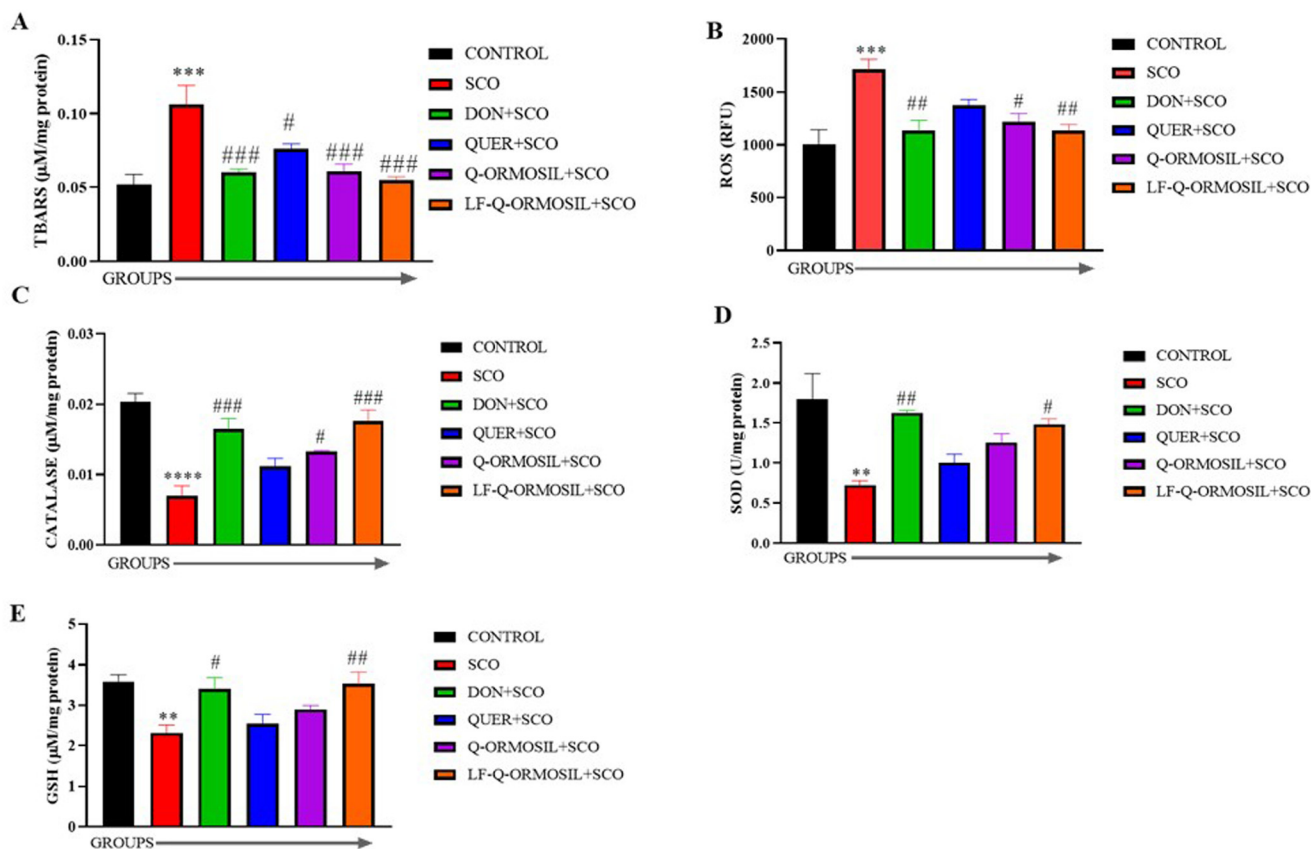 A
TBARS (µM/mg protein)
0.15
0.10
0.05
0.00
***
###
#
###
###
GROUPS
CONTROL
SCO
DON+SCO
QUER+SCO
Q-ORMOSIL+SCO
LF-Q-ORMOSIL+SCO
B
ROS (RFU)
2000
1500
1000
500
0
***
##
#
##
GROUPS
CONTROL
SCO
DON+SCO
QUER+SCO
Q-ORMOSIL+SCO
LF-Q-ORMOSIL+SCO
C
CATALASE (µM/mg protein)
0.03
0.02
0.01
0.00
****
###
#
###
GROUPS
CONTROL
SCO
DON+SCO
QUER+SCO
Q-ORMOSIL+SCO
LF-Q-ORMOSIL+SCO
D
SOD (U/mg protein)
2.5
2.0
1.5
1.0
0.5
0.0
**
##
#
GROUPS
CONTROL
SCO
DON+SCO
QUER+SCO
Q-ORMOSIL+SCO
LF-Q-ORMOSIL+SCO
E
GSH (µM/mg protein)
5
4
3
2
1
0
**
#
##
GROUPS
CONTROL
SCO
DON+SCO
QUER+SCO
Q-ORMOSIL+SCO
LF-Q-ORMOSIL+SCO